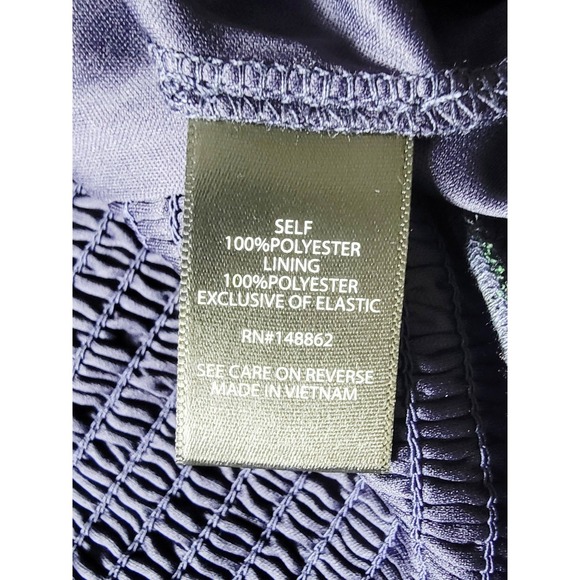 SELF
100%POLYESTER
LINING
100%POLYESTER
EXCLUSIVE OF ELASTIC
RN#148862
SEE CARE ON REVERSE
MADE IN VIETNAM